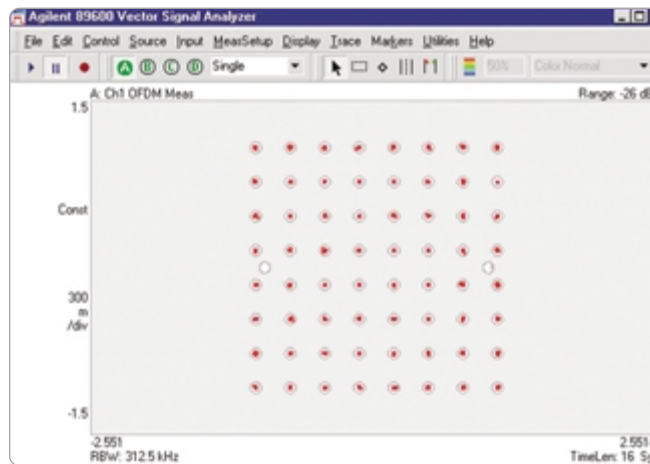 Agilent 89600 Vector Signal Analyzer
File Edit Control Source Input MeasSetup Display Trace Markers Utilities Help
A B C D Single 50% Color Normal
A: Ch1 OFDM Meas Range: -26 dB
1.5
Const
300
m
/div
-1.5
-2.551 2.551
RBW: 312.5 kHz TimeLen: 16 Sy